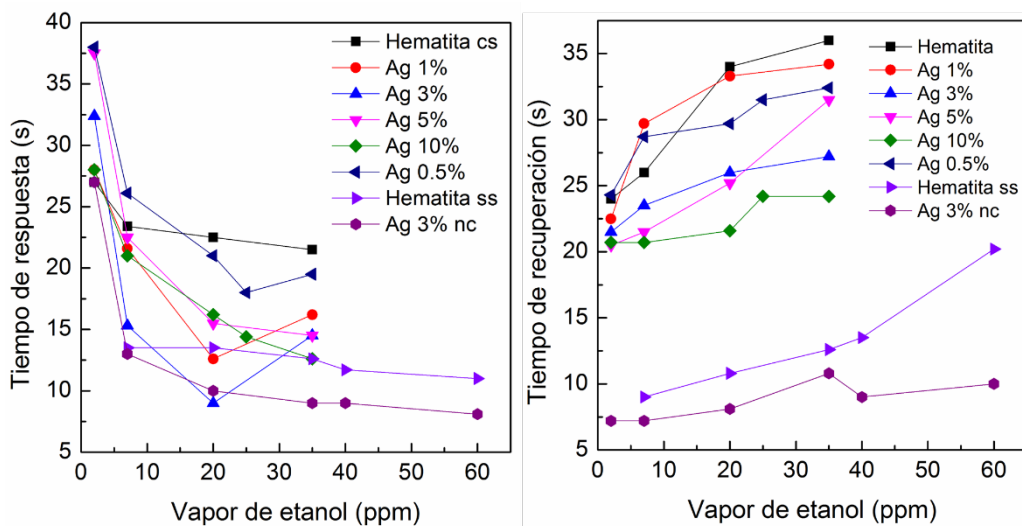 40
35
30
25
20
15
10
5
Tiempo de respuesta (s)
Hematita cs
Ag 1%
Ag 3%
Ag 5%
Ag 10%
Ag 0.5%
Hematita ss
Ag 3% nc
0 10 20 30 40 50 60
Vapor de etanol (ppm)
35
30
25
20
15
10
5
Tiempo de recuperación (s)
Hematita
Ag 1%
Ag 3%
Ag 5%
Ag 10%
Ag 0.5%
Hematita ss
Ag 3% nc
0 10 20 30 40 50 60
Vapor de etanol (ppm)